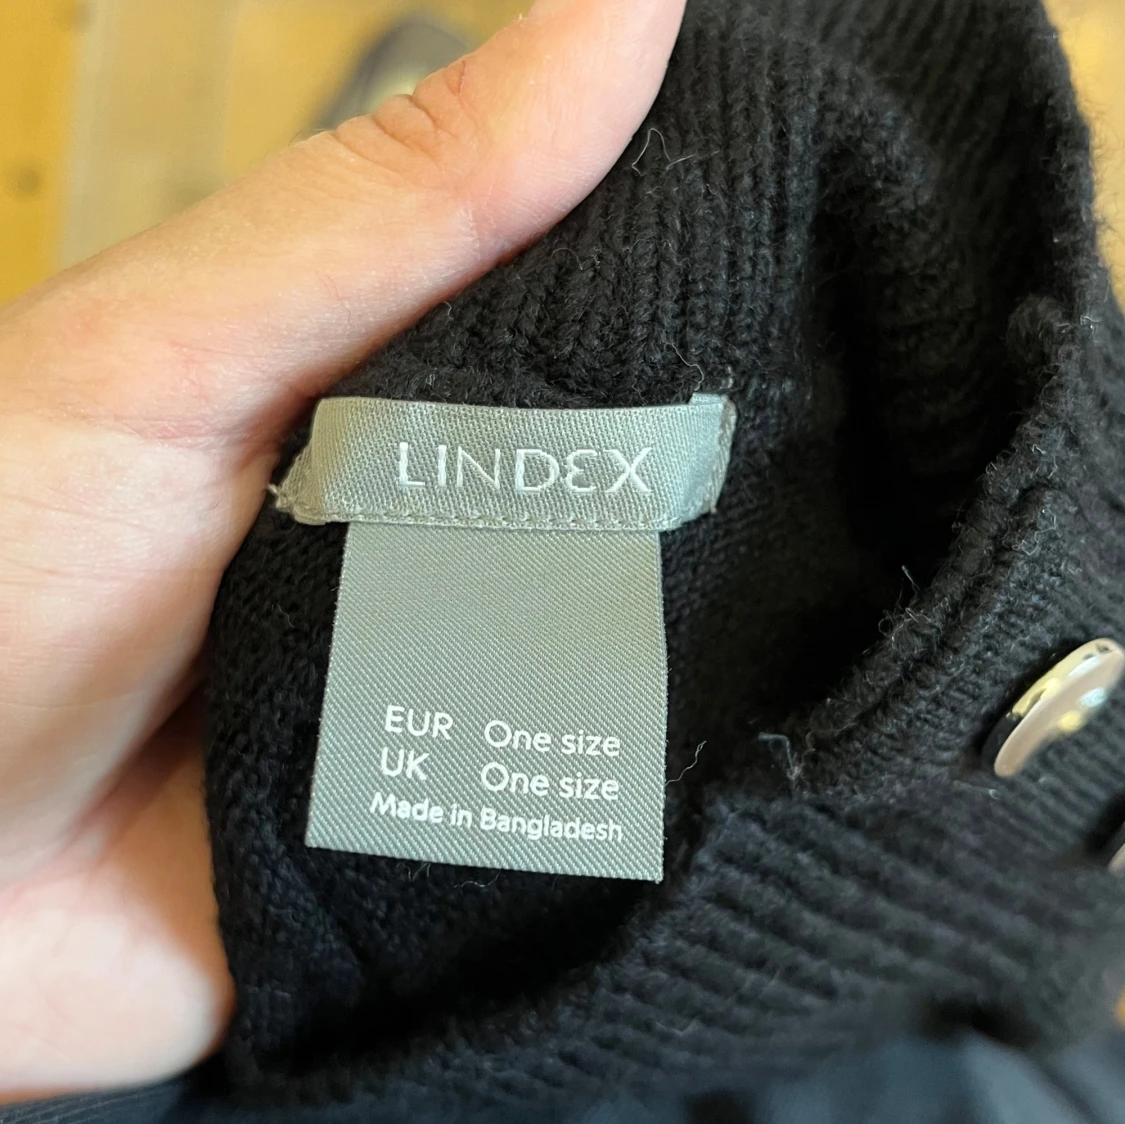 LINDEX
EUR One size
UK One size
Made in Bangladesh